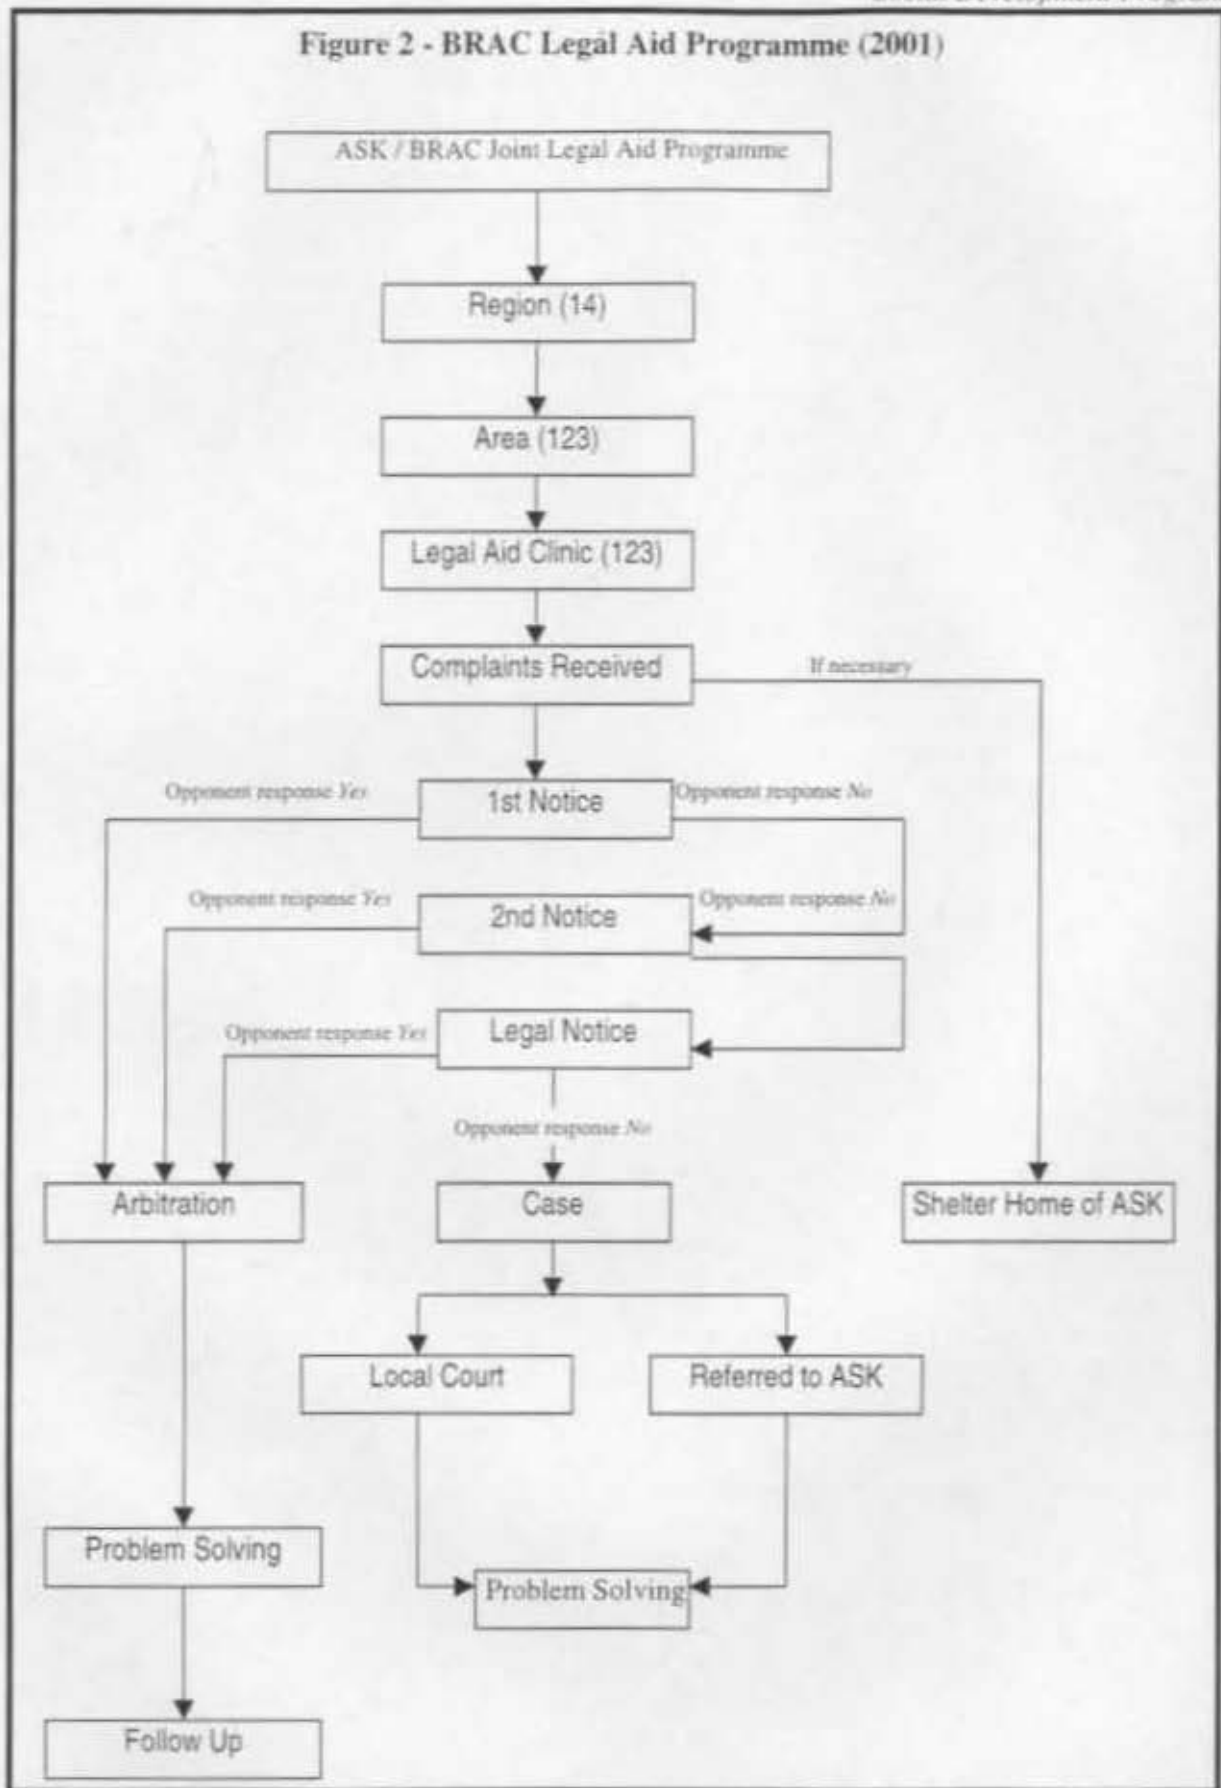 Figure 2 - BRAC Legal Aid Programme (2001)
ASK / BRAC Joint Legal Aid Programme
Region (14)
Area (123)
Legal Aid Clinic (123)
Complaints Received
If necessary
Opponent response Yes
1st Notice
Opponent response No
Opponent response Yes
2nd Notice
Opponent response No
Opponent response Yes
Legal Notice
Opponent response No
Arbitration
Case
Shelter Home of ASK
Local Court
Referred to ASK
Problem Solving
Problem Solving
Follow Up